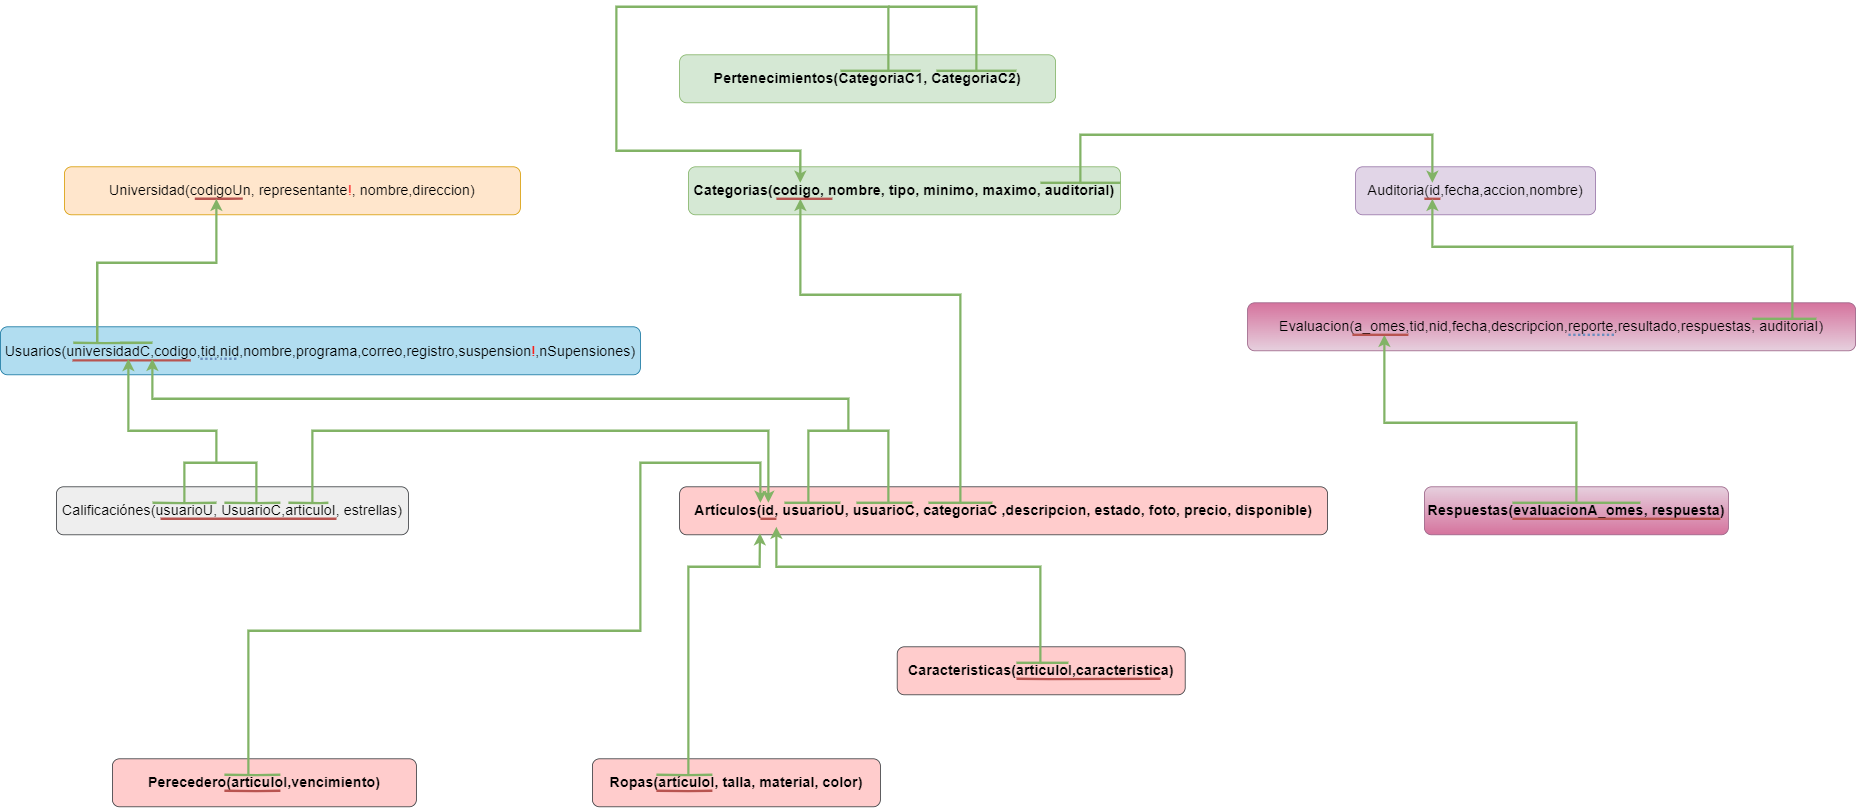 Pertenecimientos(CategoriaC1, CategoriaC2)
Universidad(codigoUn, representante!, nombre,direccion)
Categorias(codigo, nombre, tipo, minimo, maximo, auditoriaI)
Auditoria(id,fecha,accion,nombre)
Evaluacion(a_omes,tid,nid,fecha,descripcion,reporte,resultado,respuestas, auditoriaI)
Usuarios(universidadC,codigo,tid,nid,nombre,programa,correo,registro,suspension!,nSupensiones)
Calificaciónes(usuarioU, UsuarioC,articuloI, estrellas)
Articulos(id, usuarioU, usuarioC, categoriaC ,descripcion, estado, foto, precio, disponible)
Respuestas(evaluacionA_omes, respuesta)
Caracteristicas(articuloI,caracteristica)
Perecedero(articuloI,vencimiento)
Ropas(articuloI, talla, material, color)